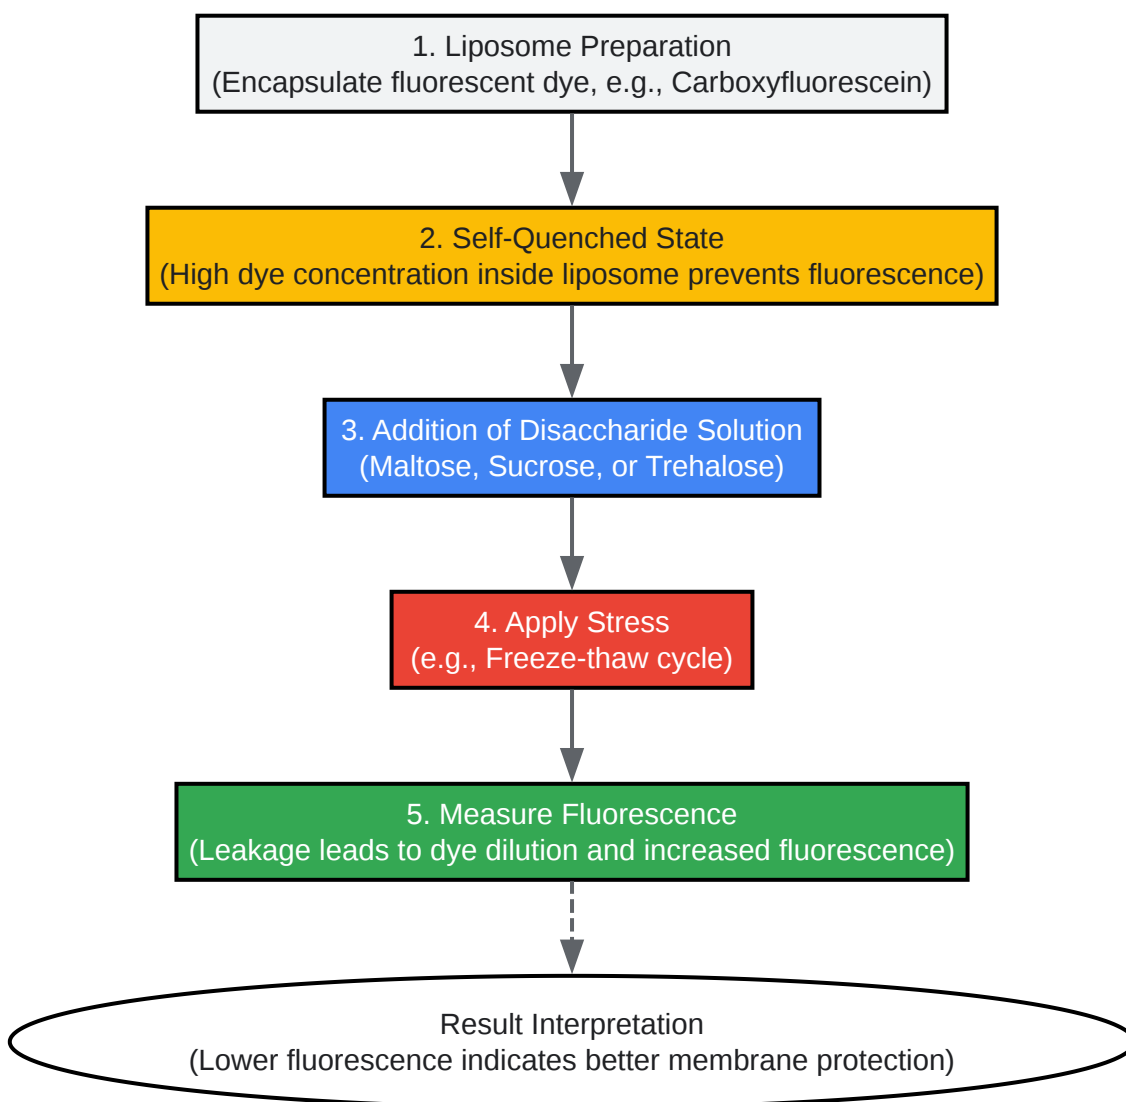 1. Liposome Preparation
(Encapsulate fluorescent dye, e.g., Carboxyfluorescein)
2. Self-Quenched State
(High dye concentration inside liposome prevents fluorescence)
3. Addition of Disaccharide Solution
(Maltose, Sucrose, or Trehalose)
4. Apply Stress
(e.g., Freeze-thaw cycle)
5. Measure Fluorescence
(Leakage leads to dye dilution and increased fluorescence)
Result Interpretation
(Lower fluorescence indicates better membrane protection)